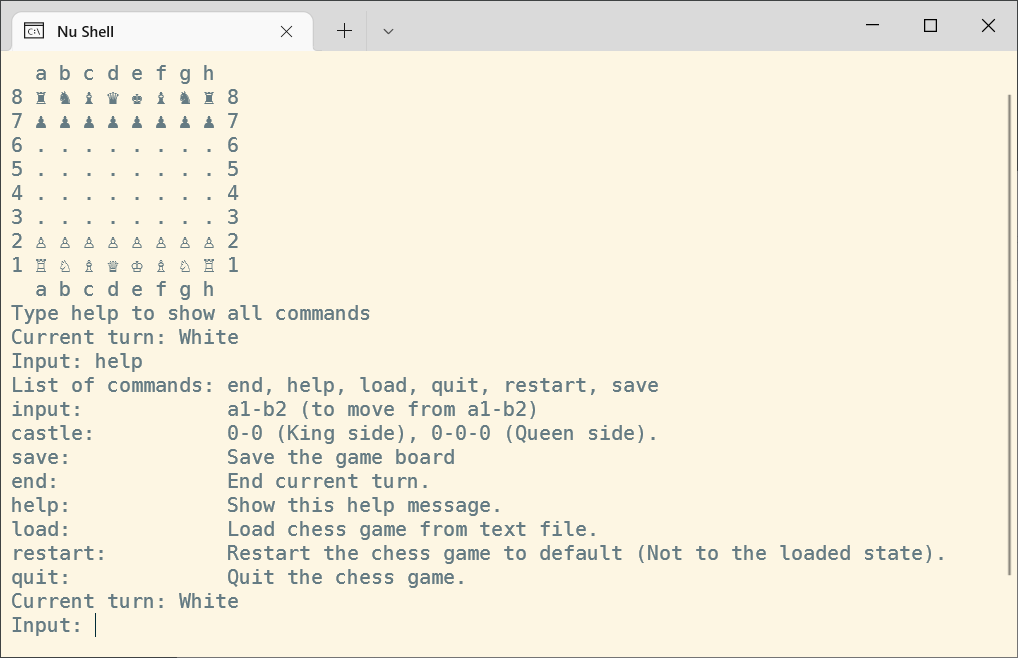 Nu Shell
  a b c d e f g h
8 ♜ ♞ ♝ ♛ ♚ ♝ ♞ ♜ 8
7 ♟ ♟ ♟ ♟ ♟ ♟ ♟ ♟ 7
6 . . . . . . . . 6
5 . . . . . . . . 5
4 . . . . . . . . 4
3 . . . . . . . . 3
2 ♙ ♙ ♙ ♙ ♙ ♙ ♙ ♙ 2
1 ♖ ♘ ♗ ♛ ♔ ♗ ♘ ♖ 1
  a b c d e f g h
Type help to show all commands
Current turn: White
Input: help
List of commands: end, help, load, quit, restart, save
input:            a1-b2 (to move from a1-b2)
castle:           0-0 (King side), 0-0-0 (Queen side).
save:             Save the game board
end:              End current turn.
help:             Show this help message.
load:             Load chess game from text file.
restart:          Restart the chess game to default (Not to the loaded state).
quit:             Quit the chess game.
Current turn: White
Input: